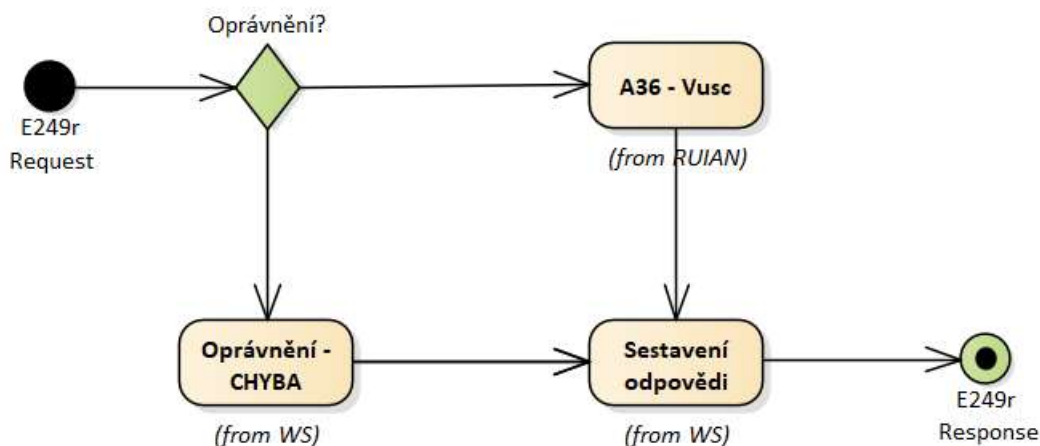 Oprávnění?
E249r
Request
A36 - Vusc
(from RUIAN)
Oprávnění -
CHYBA
(from WS)
Sestavení
odpovědi
(from WS)
E249r
Response